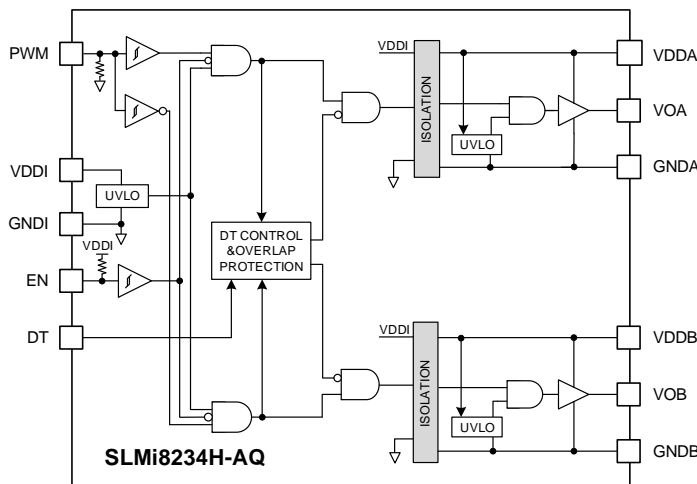 PWM
VDDI
GNDI
VDDI
EN
DT
UVLO
DT CONTROL
&OVERLAP
PROTECTION
VDDI
ISOLATION
UVLO
VDDA
VOA
GNDA
VDDI
ISOLATION
UVLO
VDDB
VOB
GNDB
SLMi8234H-AQ